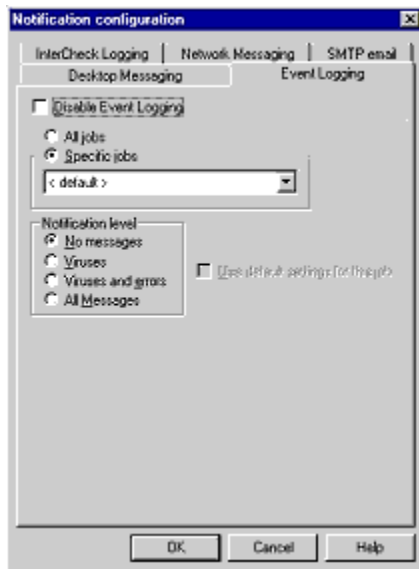 Notification configuration
InterCheck Logging Network Messaging SMTP email
Desktop Messaging Event Logging
Disable Event Logging
All jobs
Specific jobs
< default >
Notification level
No messages
Viruses
Viruses and errors
All Messages
Use default settings for this job
OK Cancel Help